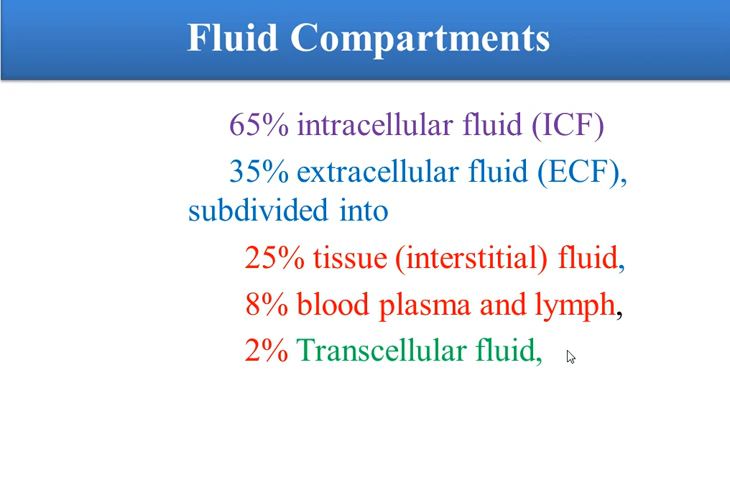 Fluid Compartments
65% intracellular fluid (ICF)
35% extracellular fluid (ECF),
subdivided into
25% tissue (interstitial) fluid,
8% blood plasma and lymph,
2% Transcellular fluid,